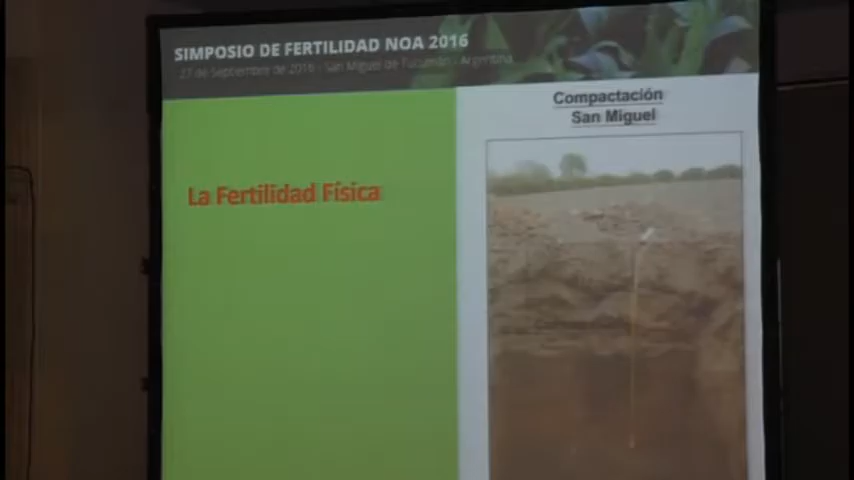 SIMPOSIO DE FERTILIDAD NOA 2016
27 de Septiembre de 2016 - San Miguel de Tucumán - Argentina
Compactación
San Miguel
La Fertilidad Física